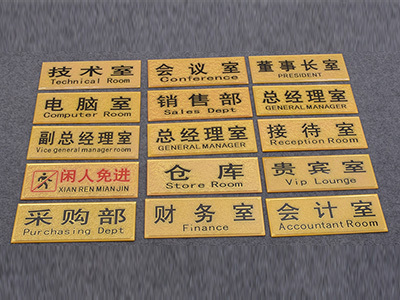 技术室
Technical Room
会议室
Conference
董事长室
PRESIDENT
电脑室
Computer Room
销售部
Sales Dept
总经理室
GENERAL MANAGER
副总经理室
Vice general manager room
总经理室
GENERAL MANAGER
接待室
Reception Room
闲人免进
XIAN REN MIAN JIN
仓库
Store Room
贵宾室
Vip Lounge
采购部
Purchasing Dept
财务室
Finance
会计室
Accountant Room